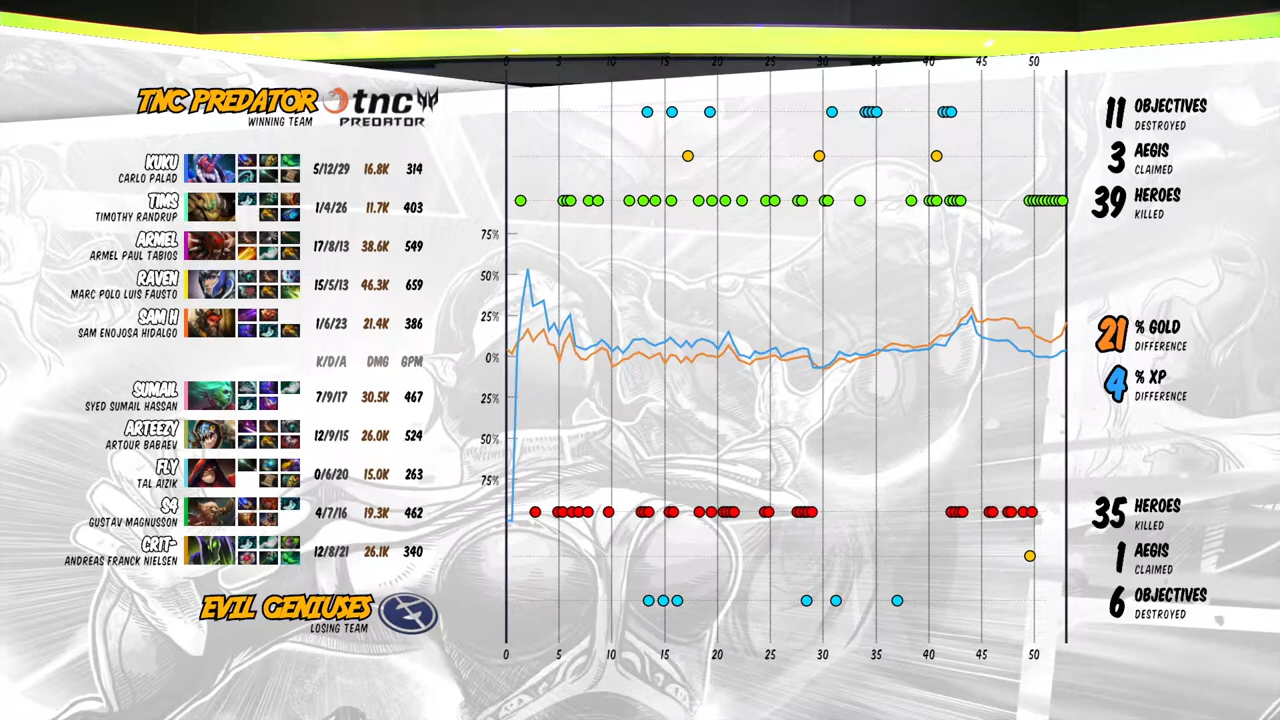 TNC PREDATOR
WINNING TEAM
tnc
PREDATOR
KUKU
CARLO PALAD
5/12/29 16.8K 314
TIMS
TIMOTHY RANDRUP
1/4/26 11.7K 403
ARMEL
ARMEL PAUL TABIOS
17/8/13 38.6K 549
RAVEN
MARC POLO LUIS FAUSTO
15/5/13 46.3K 659
SAM H
SAM ENOJOSA HIDALGO
1/6/23 21.4K 386
K/D/A DMG GPM
SUMAIL
SYED SUMAIL HASSAN
7/9/17 30.5K 467
ARTEEZY
ARTOUR BABAEV
12/9/15 26.0K 524
FLY
TAL AIZIK
0/6/20 15.0K 263
S4
GUSTAV MAGNUSSON
4/7/16 19.3K 462
CRIT-
ANDREAS FRANCK NIELSEN
12/8/21 26.1K 340
EVIL GENIUSES
LOSING TEAM
0 5 10 15 20 25 30 35 40 45 50
75%
50%
25%
0%
25%
50%
75%
0 5 10 15 20 25 30 35 40 45 50
11 OBJECTIVES
DESTROYED
3 AEGIS
CLAIMED
39 HEROES
KILLED
21 % GOLD
DIFFERENCE
4 % XP
DIFFERENCE
35 HEROES
KILLED
1 AEGIS
CLAIMED
6 OBJECTIVES
DESTROYED